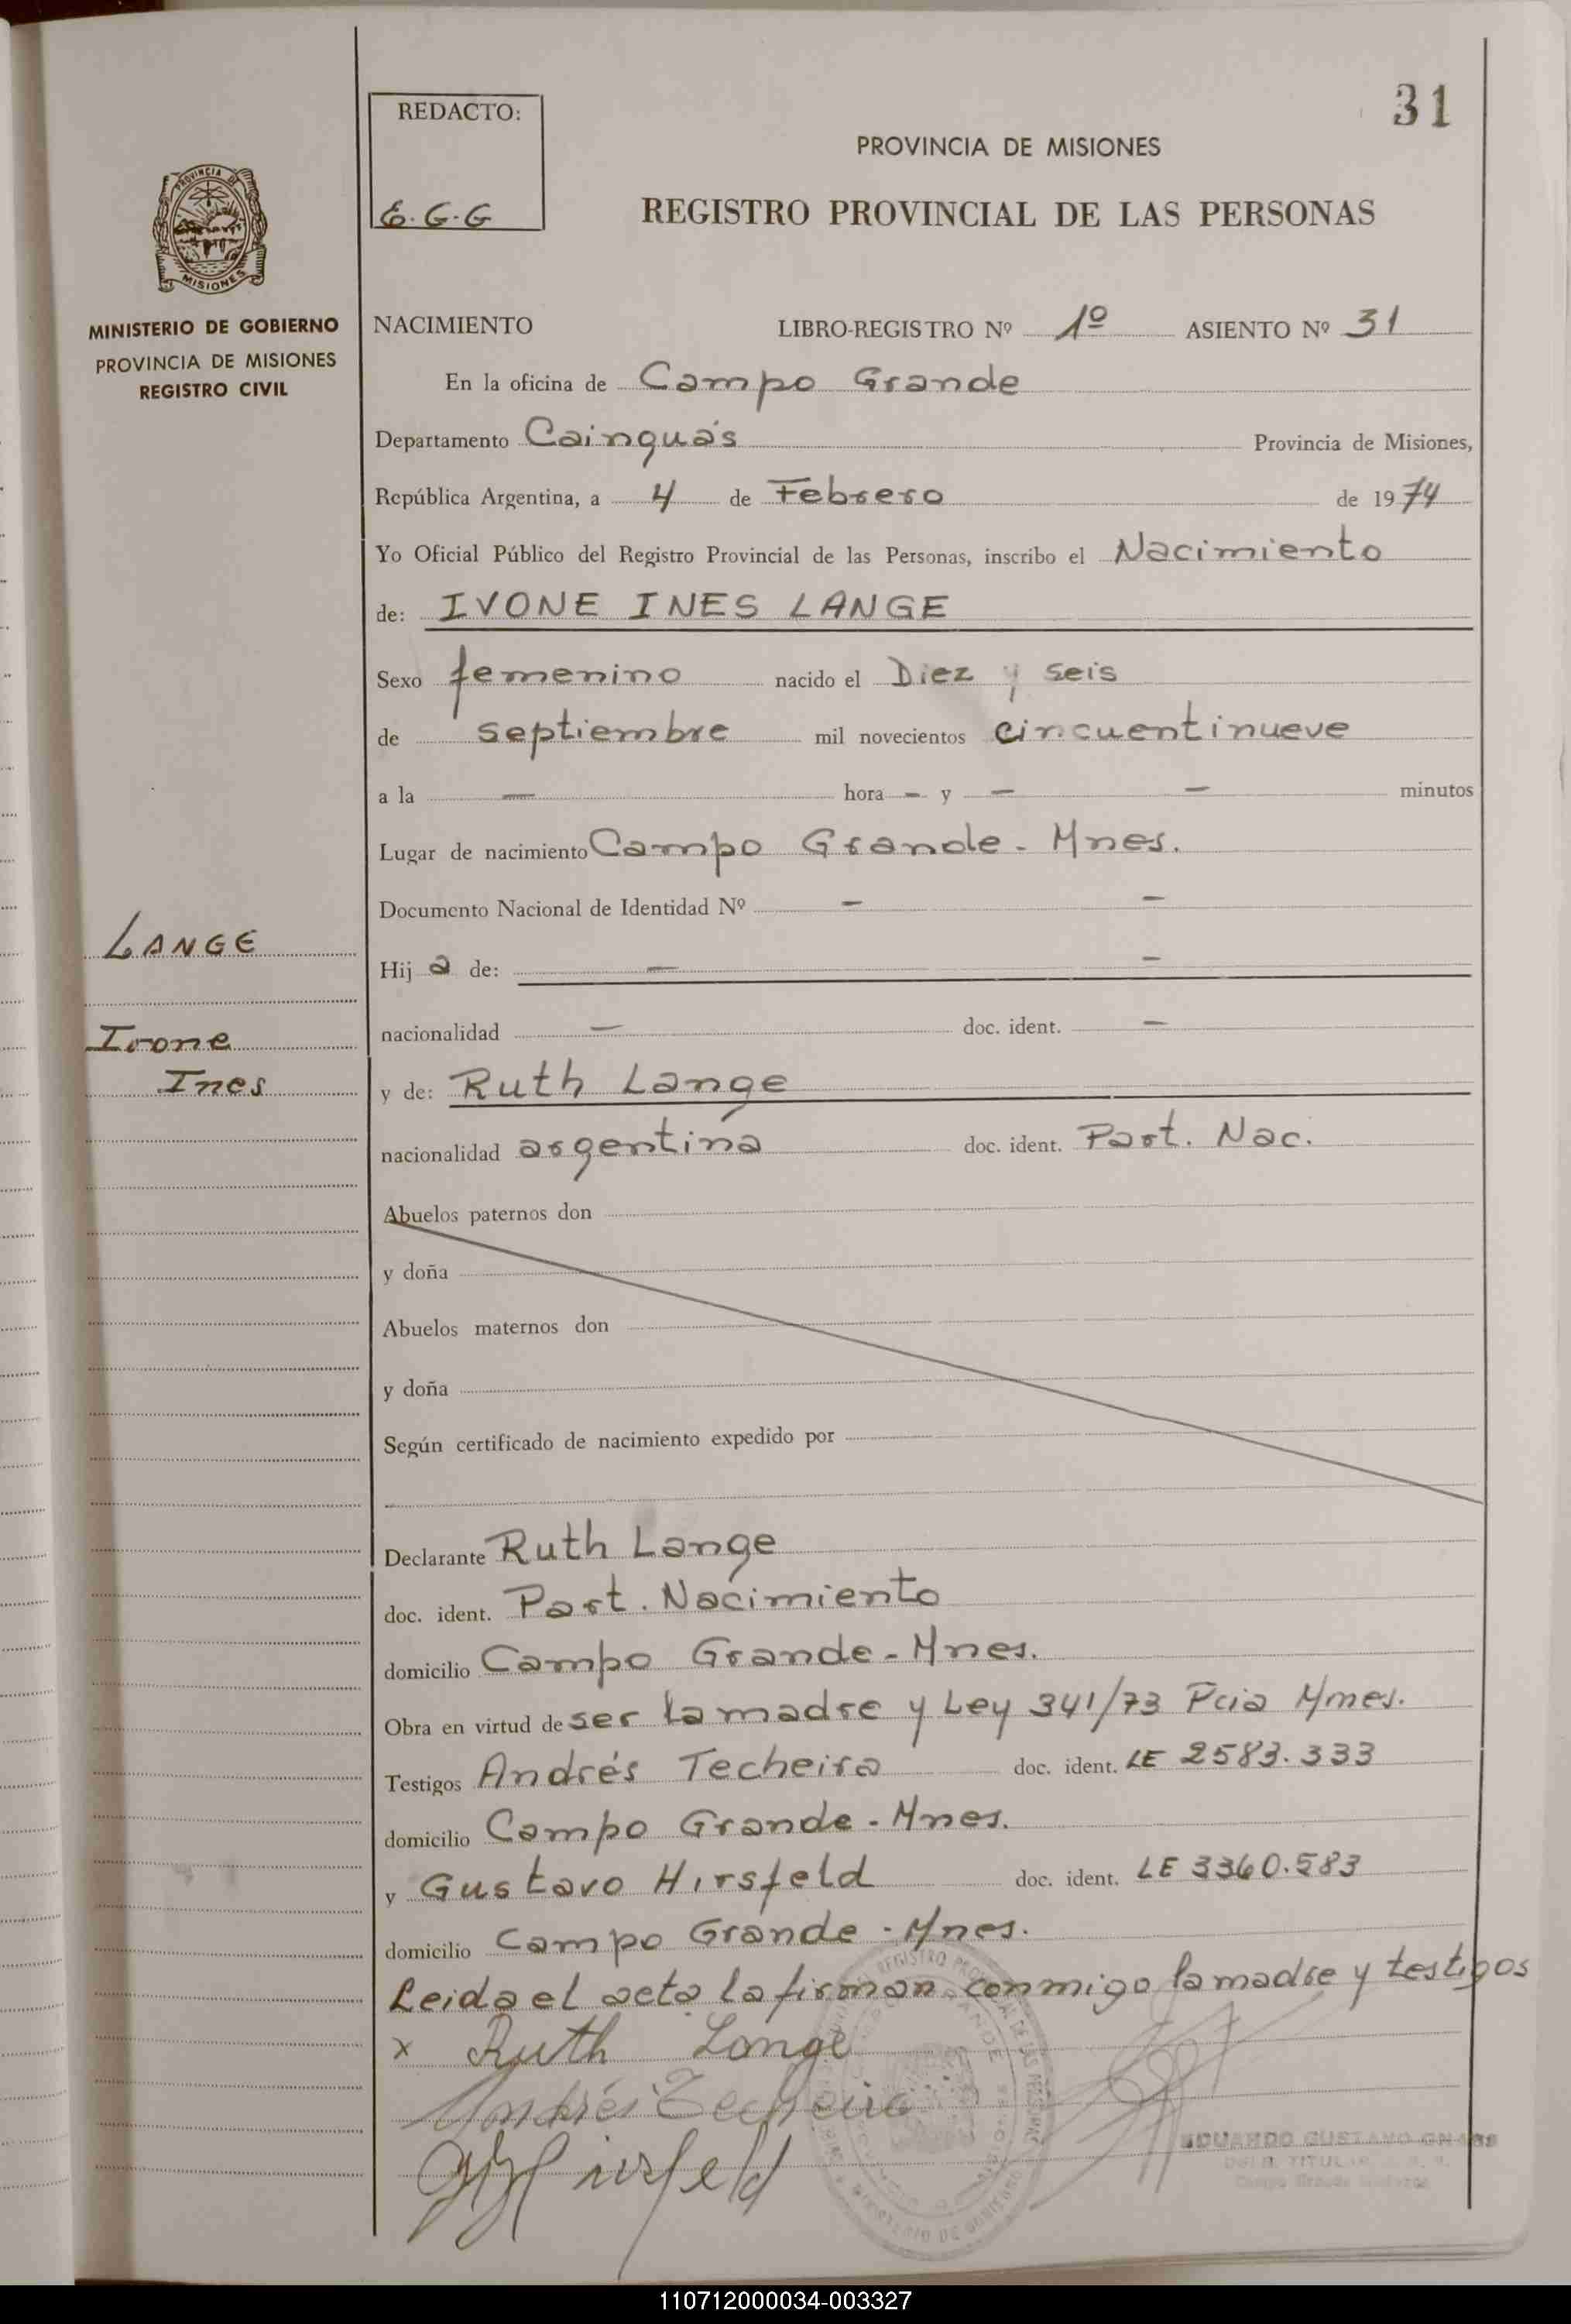 31
REDACTO:
E.G.G
PROVINCIA DE MISIONES
REGISTRO PROVINCIAL DE LAS PERSONAS
PROVINCIA DE
MISIONES
MINISTERIO DE GOBIERNO
PROVINCIA DE MISIONES
REGISTRO CIVIL
NACIMIENTO LIBRO-REGISTRO Nº 1º ASIENTO Nº 31
En la oficina de Campo Grande
Departamento Cainguás Provincia de Misiones,
República Argentina, a 4 de Febrero de 1974
Yo Oficial Público del Registro Provincial de las Personas, inscribo el Nacimiento
de: IVONE INES LANGE
Sexo femenino nacido el Diez y seis
de septiembre mil novecientos cincuentinueve
a la — hora — y — — minutos
Lugar de nacimiento Campo Grande - Mnes.
Documento Nacional de Identidad Nº — —
LANGE
Hija de: — —
Ivone
nacionalidad — doc. ident. —
Ines
y de: Ruth Lange
nacionalidad argentina doc. ident. Part. Nac.
Abuelos paternos don
y doña
Abuelos maternos don
y doña
Según certificado de nacimiento expedido por
Declarante Ruth Lange
doc. ident. Part. Nacimiento
domicilio Campo Grande - Mnes.
Obra en virtud de ser la madre y Ley 341/73 Pcia Mnes.
Testigos Andrés Techeira doc. ident. LE 2583.333
domicilio Campo Grande - Mnes.
y Gustavo Hirsfeld doc. ident. LE 3360.583
domicilio Campo Grande - Mnes.
Leida el acta la firman conmigo la madre y testigos
x Ruth Lange
Andrés Techeira
Hirsfeld
EDUARDO GUSTAVO
TITULAR
Campo Grande Misiones
110712000034-003327